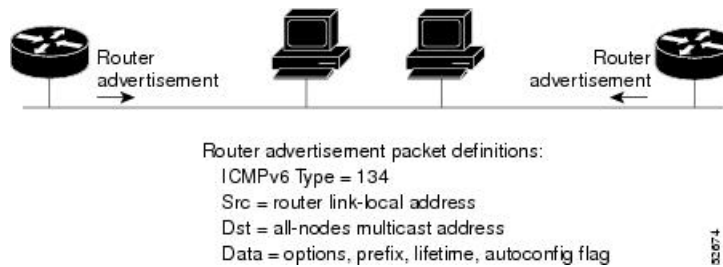 Router
advertisement
Router
advertisement
Router advertisement packet definitions:
ICMPv6 Type = 134
Src = router link-local address
Dst = all-nodes multicast address
Data = options, prefix, lifetime, autoconfig flag
52674